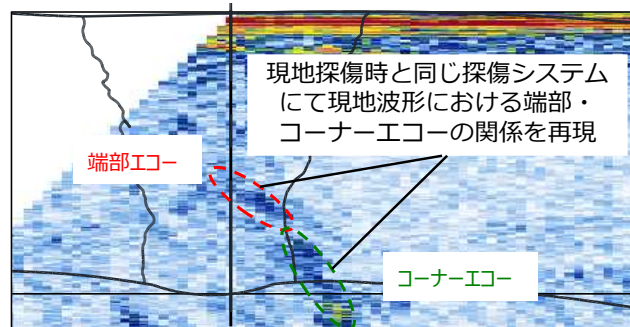 現地探傷時と同じ探傷システム
にて現地波形における端部・
コーナーエコーの関係を再現
端部エコー
コーナーエコー